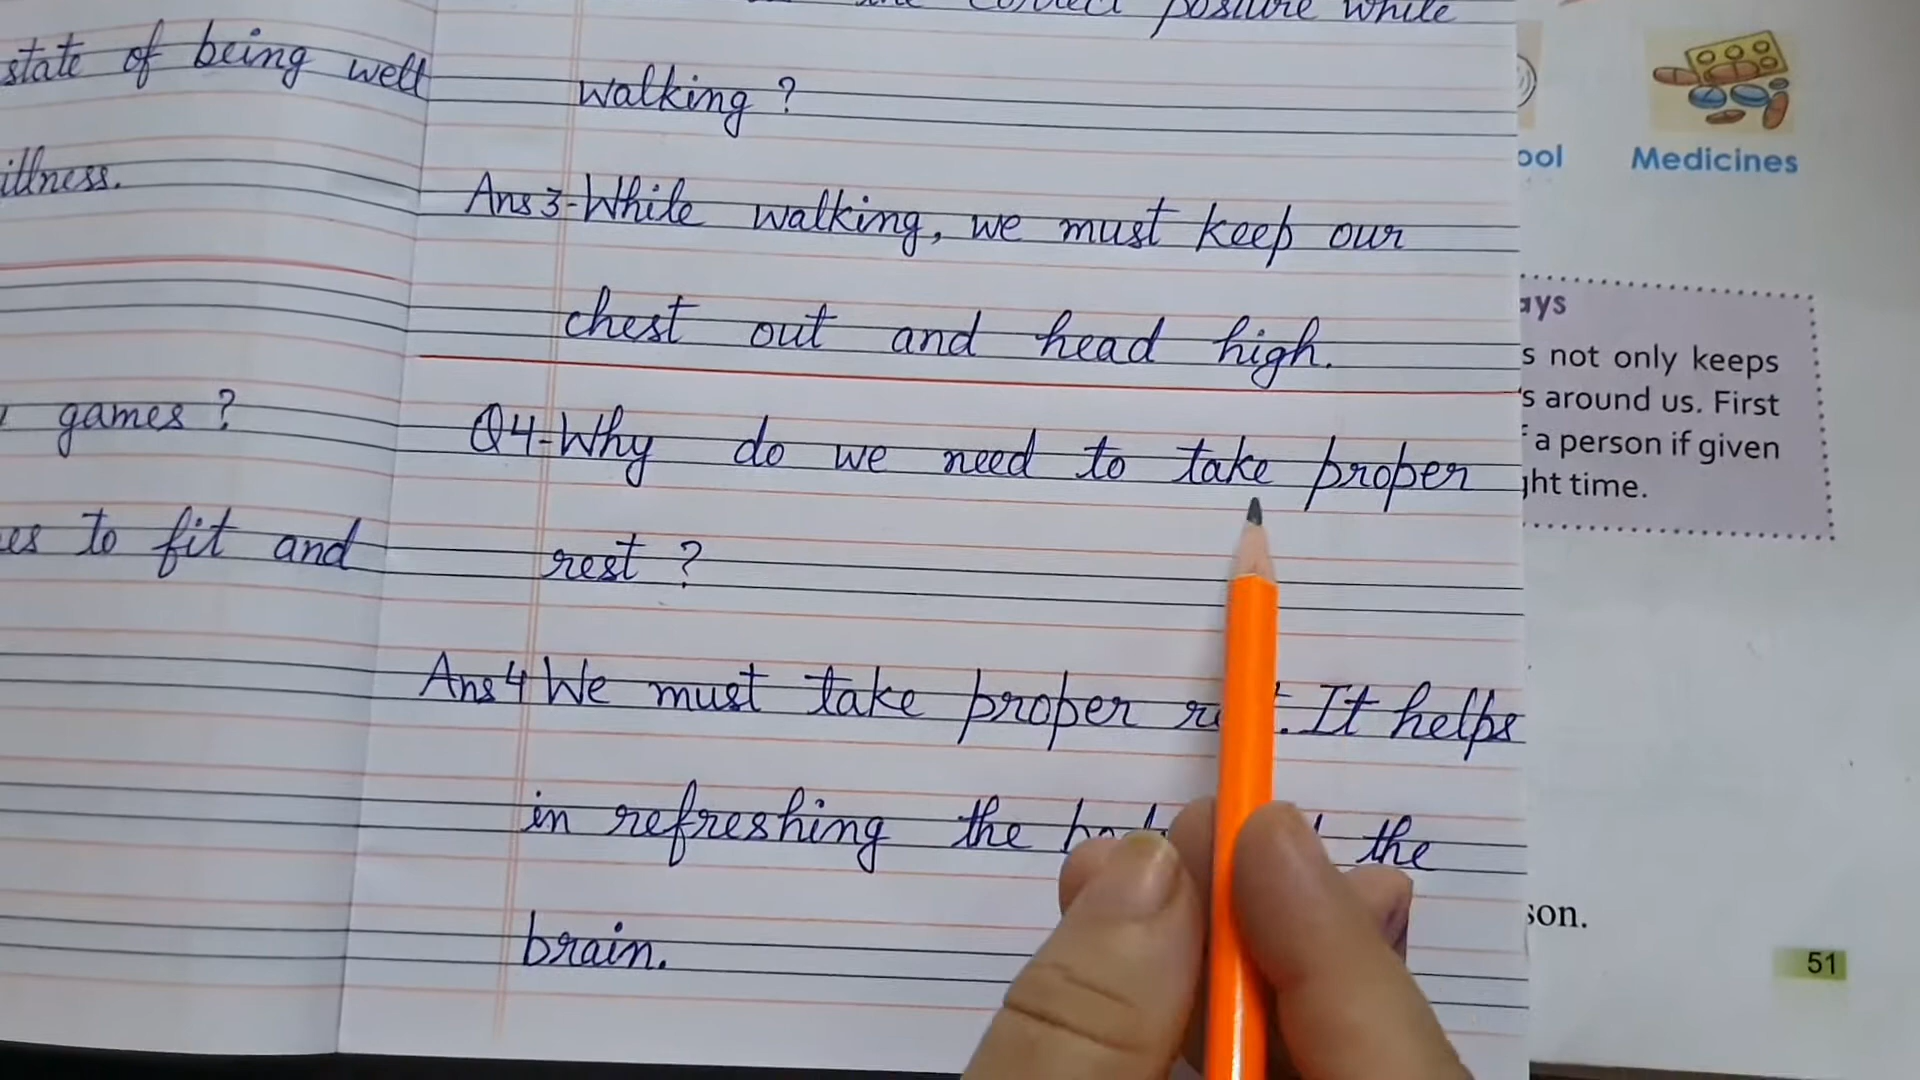 state of being well
illness.
games ?
to fit and
correct posture while
walking ?
Ans 3-While walking, we must keep our
chest out and head high.
Q4-Why do we need to take proper
rest ?
Ans 4 We must take proper It helps
in refreshing the the
brain.
Medicines
s not only keeps
around us. First
a person if given
time.
51